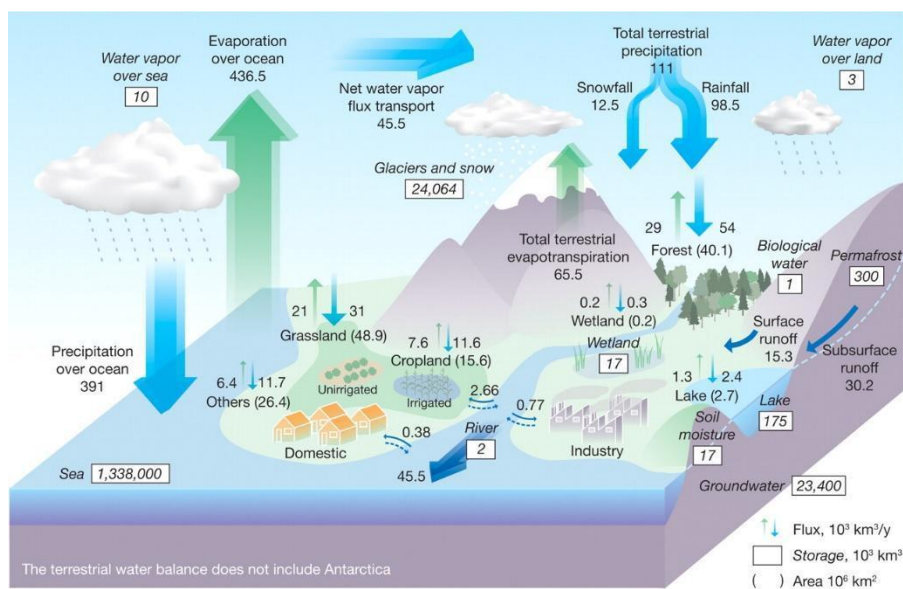 Water vapor
over sea
10
Evaporation
over ocean
436.5
Net water vapor
flux transport
45.5
Total terrestrial
precipitation
111
Snowfall
12.5
Rainfall
98.5
Water vapor
over land
3
Glaciers and snow
24,064
Total terrestrial
evapotranspiration
65.5
29 54
Forest (40.1)
Biological
water
1
Permafrost
300
Precipitation
over ocean
391
21 31
Grassland (48.9)
0.2 0.3
Wetland (0.2)
Wetland
17
Surface
runoff
15.3
Subsurface
runoff
30.2
7.6 11.6
Cropland (15.6)
Unirrigated
Irrigated
2.66
6.4 11.7
Others (26.4)
1.3 2.4
Lake (2.7)
Lake
175
Soil
moisture
17
0.77
Industry
River
2
0.38
Domestic
45.5
Sea 1,338,000
Groundwater 23,400
Flux, 10³ km³/y
Storage, 10³ km³
( ) Area 10⁶ km²
The terrestrial water balance does not include Antarctica